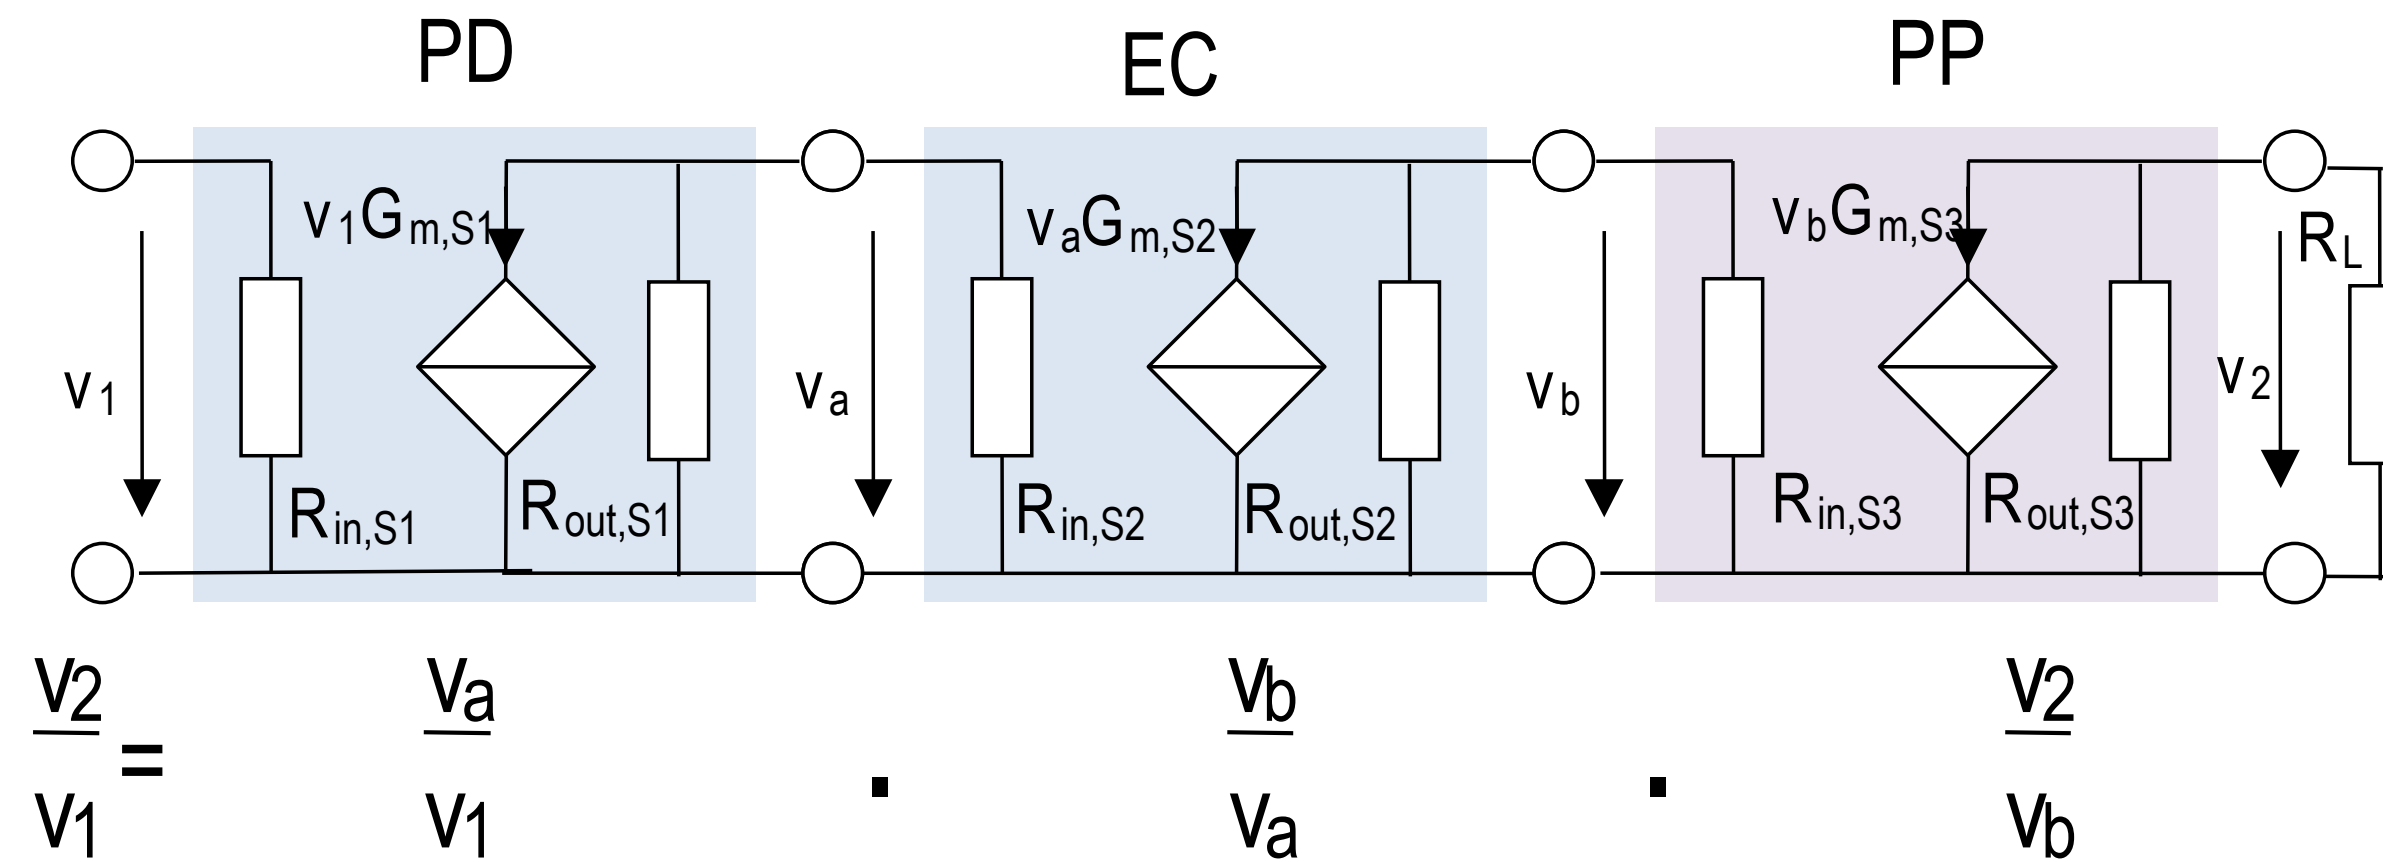 PD
EC
PP
v1Gm,S1
vaGm,S2
vbGm,S3
RL
v1
va
vb
v2
Rin,S1
Rout,S1
Rin,S2
Rout,S2
Rin,S3
Rout,S3
v2 va vb v2
= . .
v1 v1 va vb